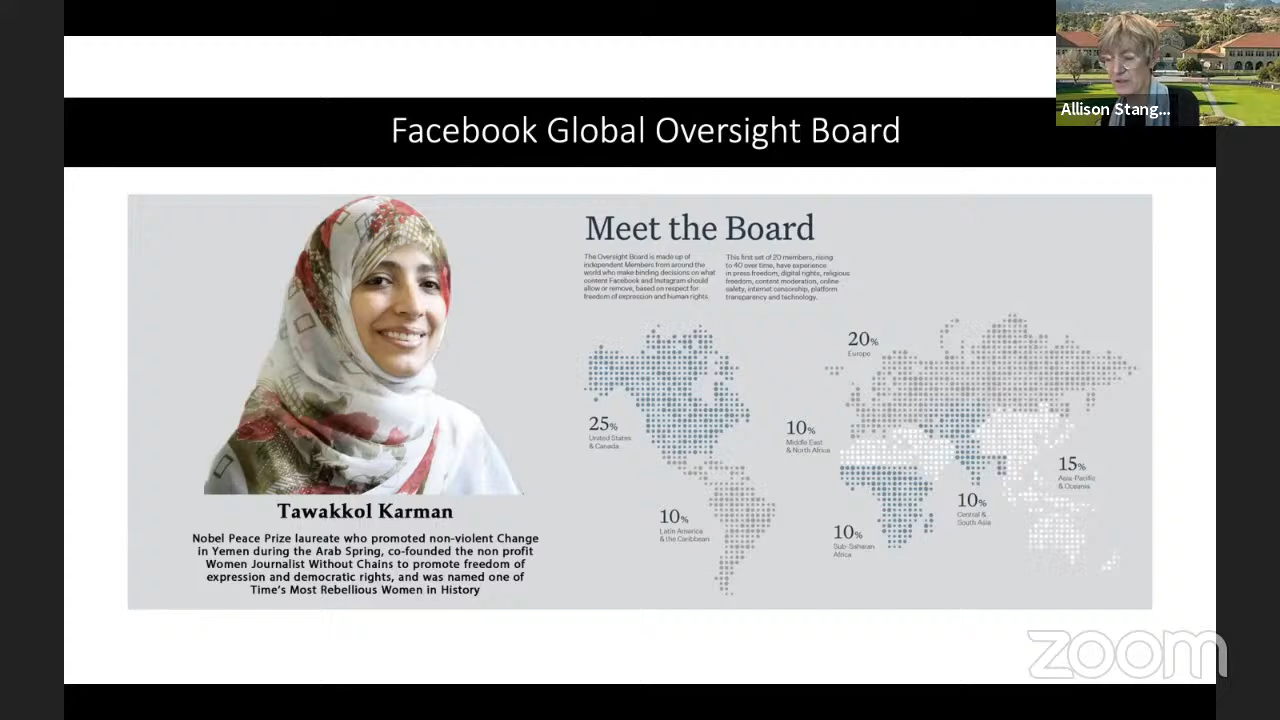 Allison Stang...
Facebook Global Oversight Board
Meet the Board
The Oversight Board is made up of
independent Members from around the
world who make binding decisions on what
content Facebook and Instagram should
allow or remove, based on respect for
freedom of expression and human rights.
This first set of 20 members, rising
to 40 over time, have experience
in press freedom, digital rights, religious
freedom, content moderation, online
safety, internet censorship, platform
transparency and technology.
20%
Europe
25%
United States
& Canada
10%
Middle East
& North Africa
15%
Asia-Pacific
& Oceania
10%
Central &
South Asia
10%
Latin America
& the Caribbean
10%
Sub-Saharan
Africa
Tawakkol Karman
Nobel Peace Prize laureate who promoted non-violent Change
in Yemen during the Arab Spring, co-founded the non profit
Women Journalist Without Chains to promote freedom of
expression and democratic rights, and was named one of
Time's Most Rebellious Women in History
zoom